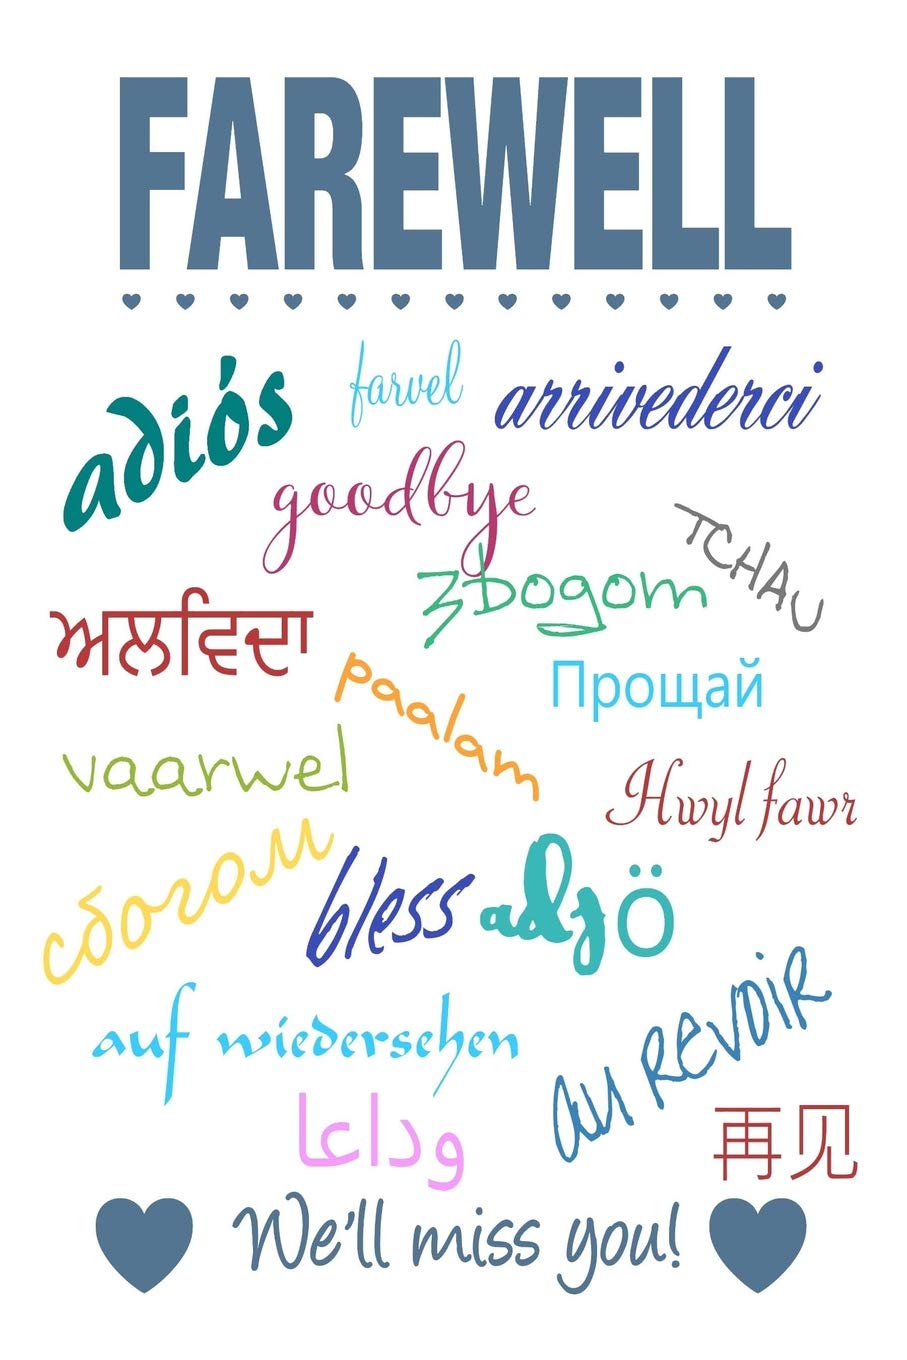 FAREWELL
adiós
farvel
arrivederci
goodbye
TCHAU
збogom
ਅਲਵਿਦਾ
Прощай
paalam
vaarwel
Hwyl fawr
сбогом
bless
adjÖ
auf wiedersehen
au REVOIR
وداعا
再见
We'll miss you!